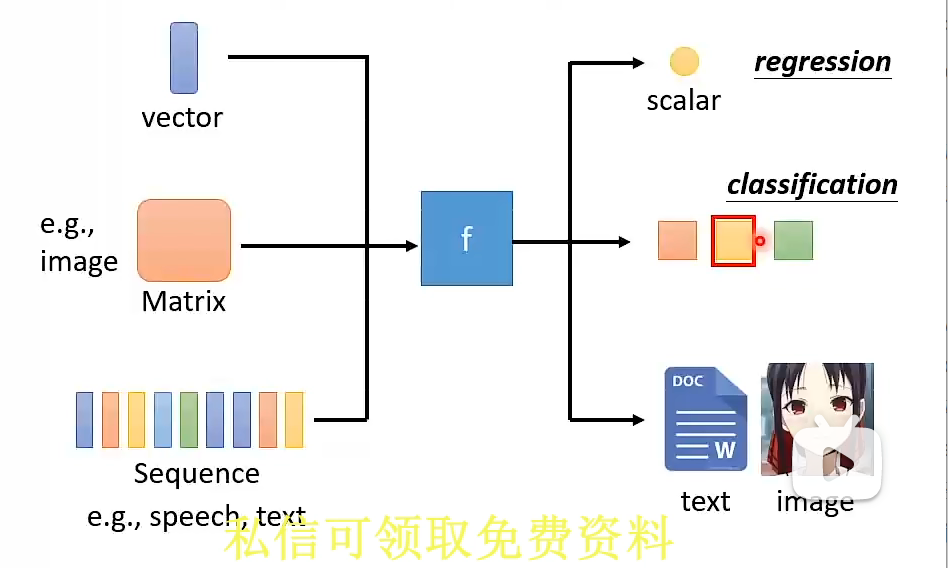 vector
e.g.,
image
Matrix
Sequence
e.g., speech, text
f
scalar
regression
classification
DOC
W
text
image
私信可领取免费资料